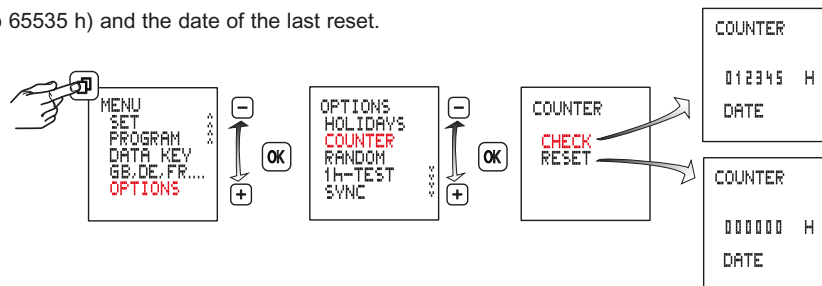 65535 h) and the date of the last reset.
MENU
SET
PROGRAM
DATA KEY
GB,DE,FR...
OPTIONS
−
OK
+
OPTIONS
HOLIDAYS
COUNTER
RANDOM
1h-TEST
SYNC
−
OK
+
COUNTER
CHECK
RESET
COUNTER
012345 H
DATE
COUNTER
000000 H
DATE